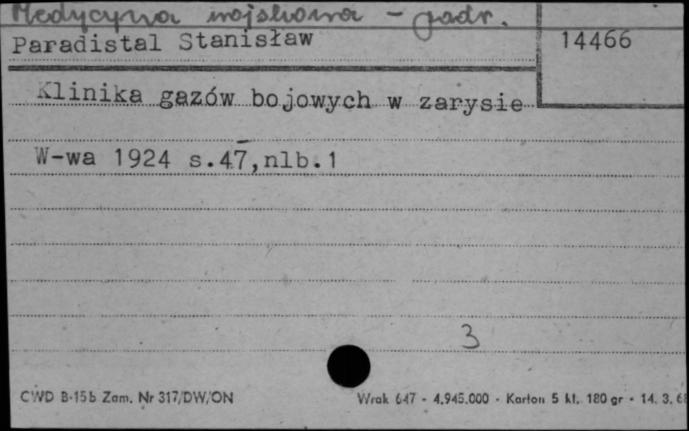 Medycyna wojskowa - podr.
Paradistal Stanisław
14466
Klinika gazów bojowych w zarysie
W-wa 1924 s.47,nlb.1
3
CWD B-15b Zam. Nr 317/DW/ON
Wrak 647 - 4.945.000 - Karton 5 kl. 180 gr - 14. 3. 6